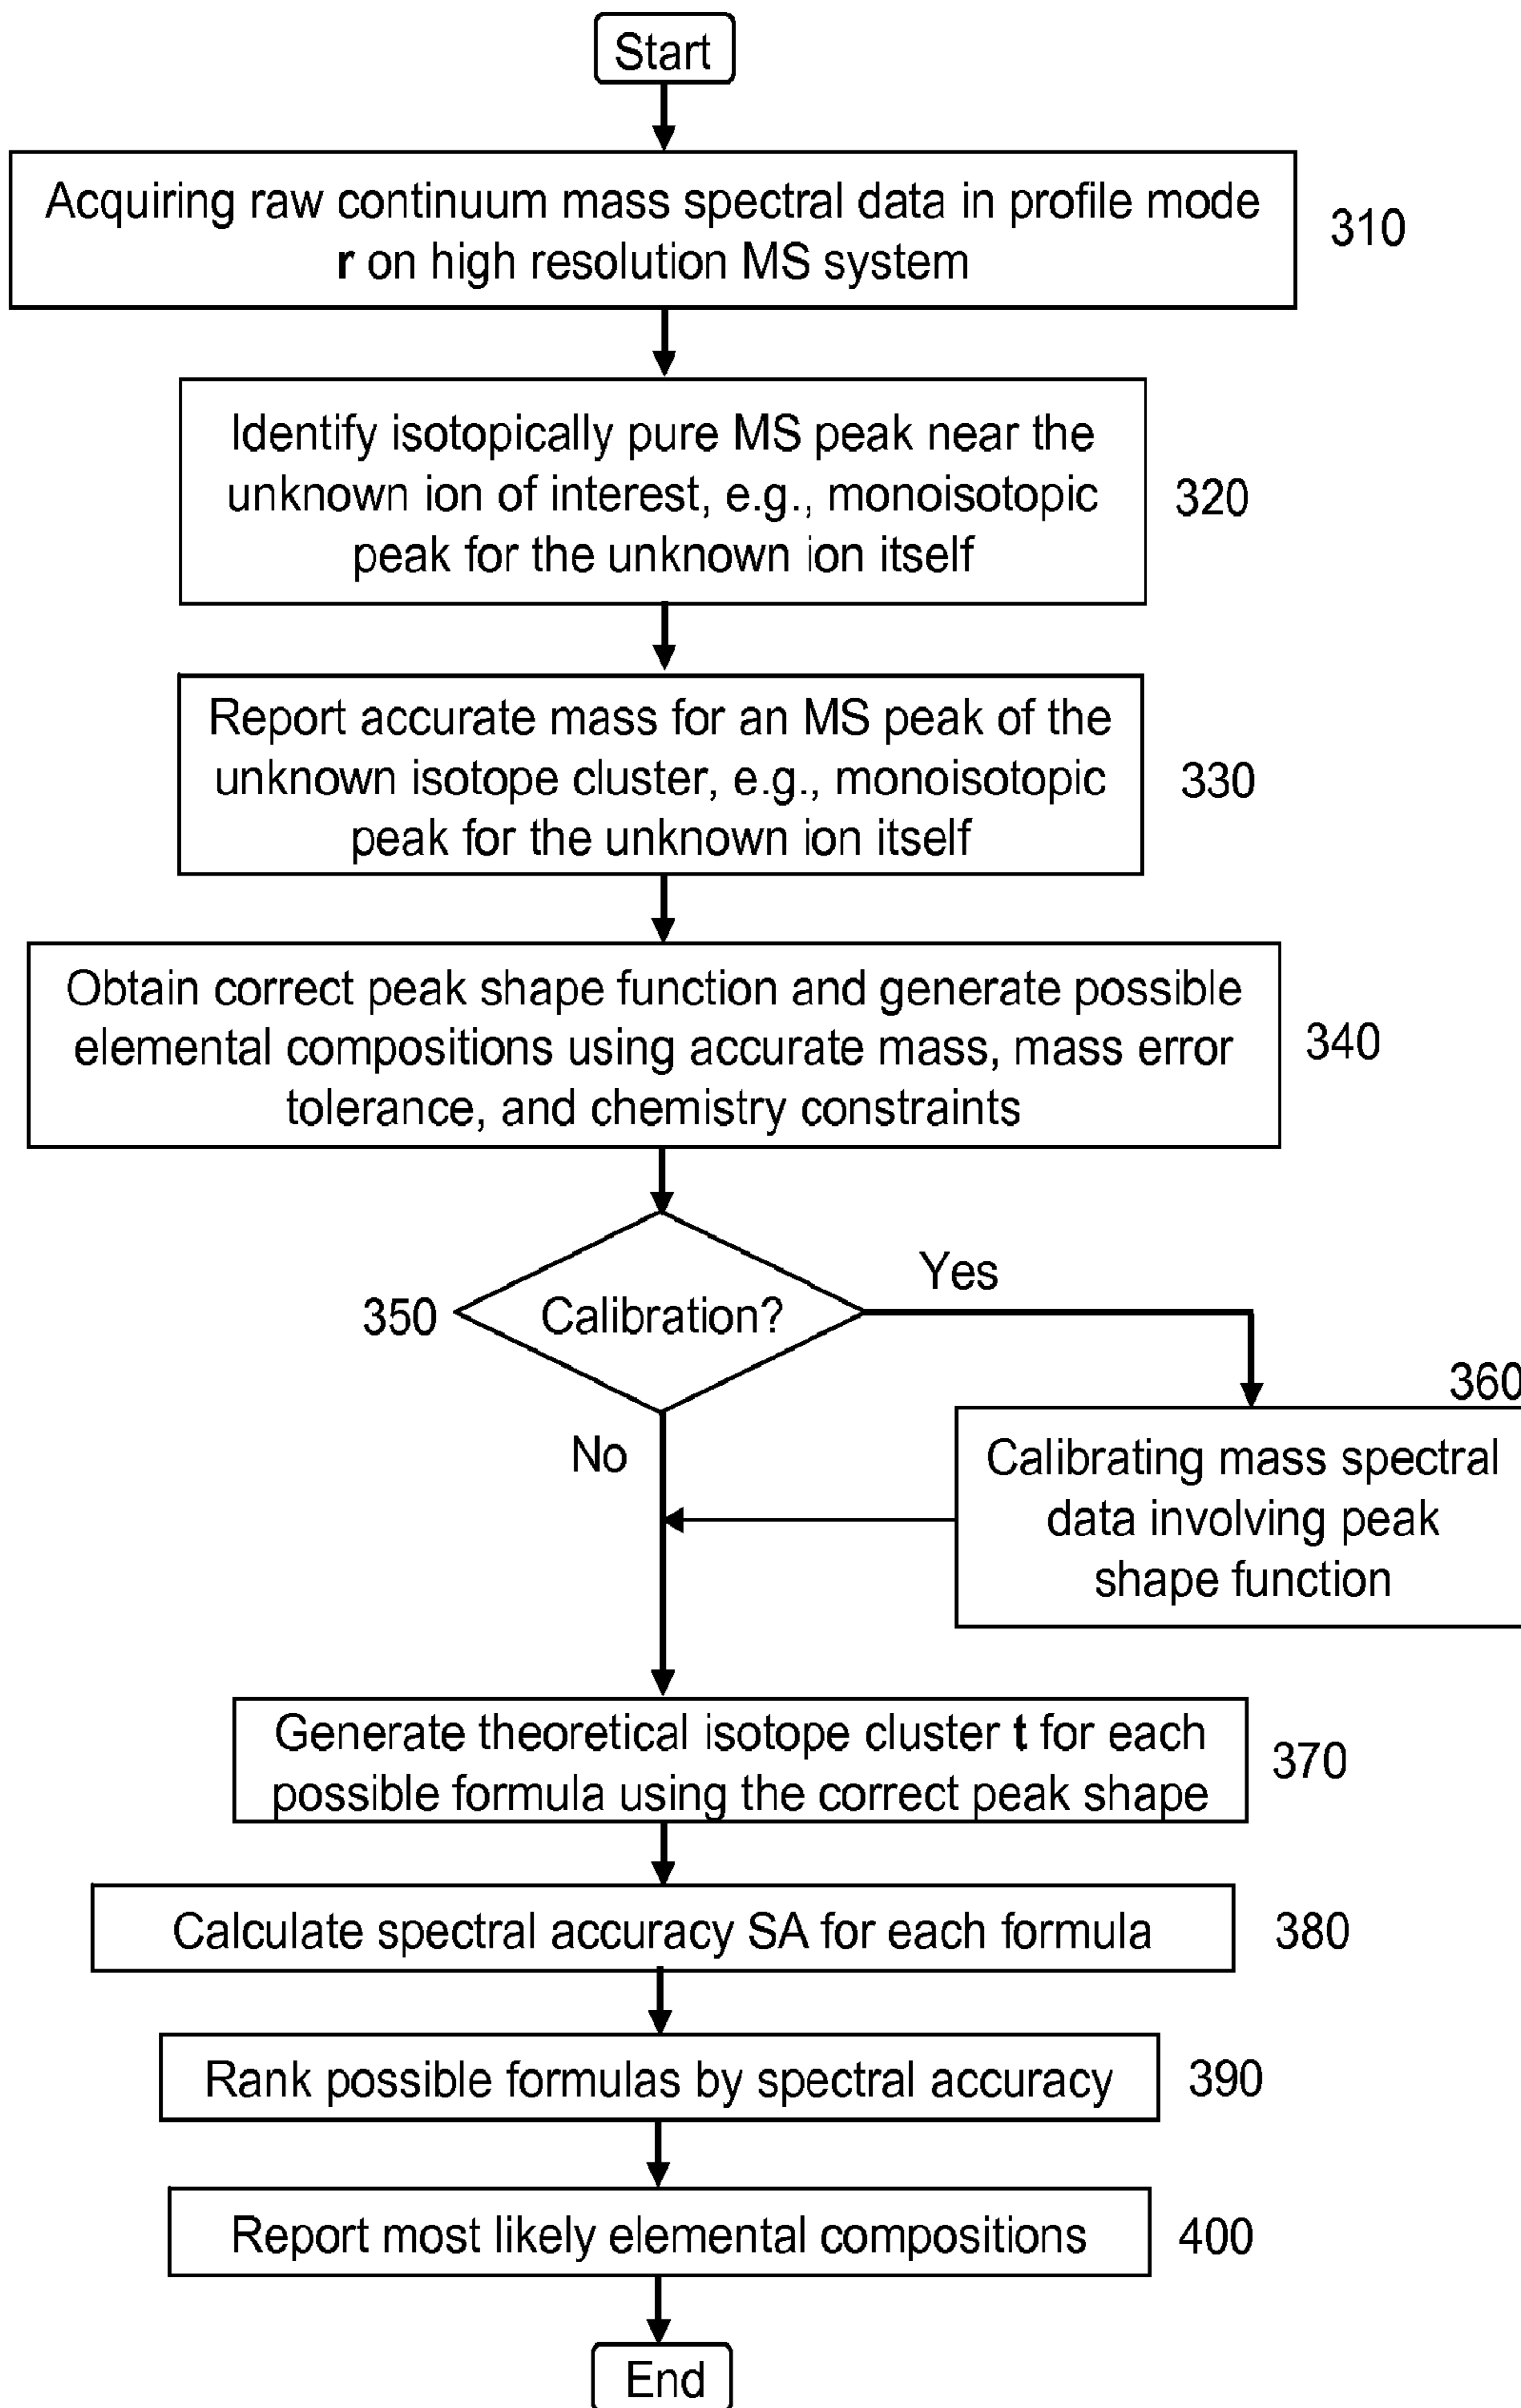 Start
Acquiring raw continuum mass spectral data in profile mode
r on high resolution MS system
310
Identify isotopically pure MS peak near the
unknown ion of interest, e.g., monoisotopic
peak for the unknown ion itself
320
Report accurate mass for an MS peak of the
unknown isotope cluster, e.g., monoisotopic
peak for the unknown ion itself
330
Obtain correct peak shape function and generate possible
elemental compositions using accurate mass, mass error
tolerance, and chemistry constraints
340
350
Calibration?
Yes
No
360
Calibrating mass spectral
data involving peak
shape function
Generate theoretical isotope cluster t for each
possible formula using the correct peak shape
370
Calculate spectral accuracy SA for each formula
380
Rank possible formulas by spectral accuracy
390
Report most likely elemental compositions
400
End